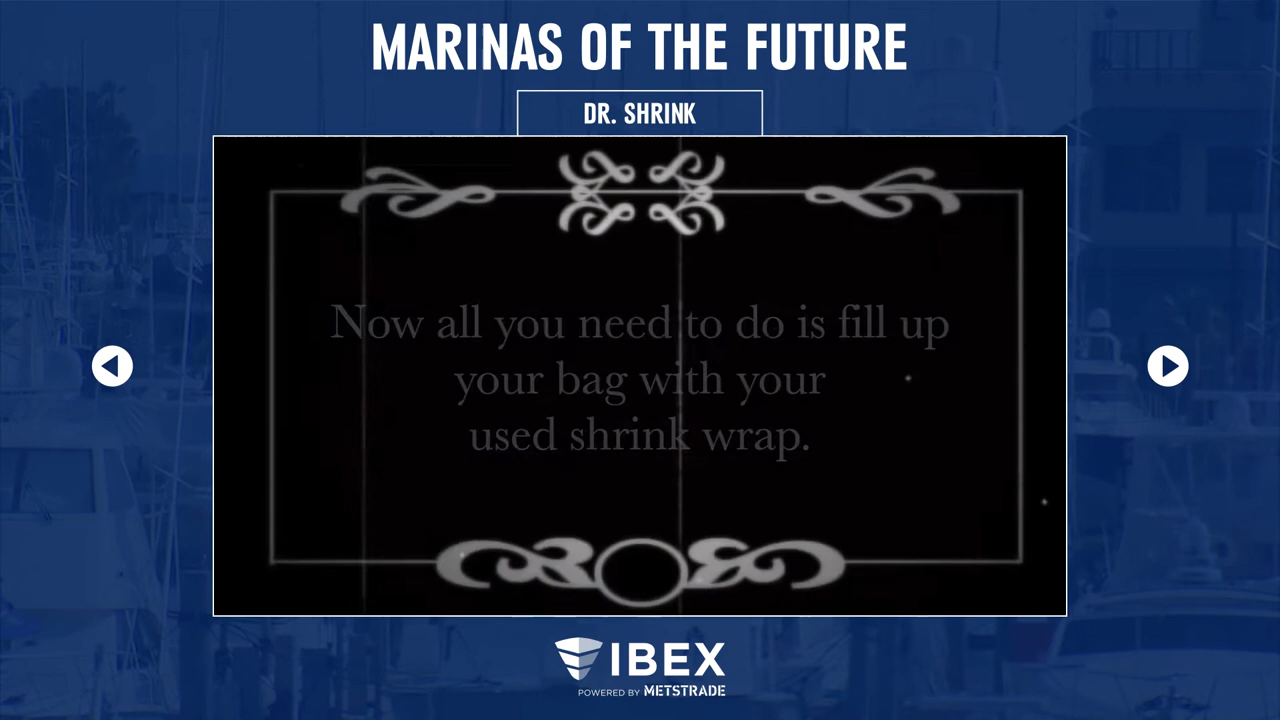 MARINAS OF THE FUTURE
DR. SHRINK
Now all you need to do is fill up
your bag with your
used shrink wrap.
IBEX
POWERED BY METSTRADE